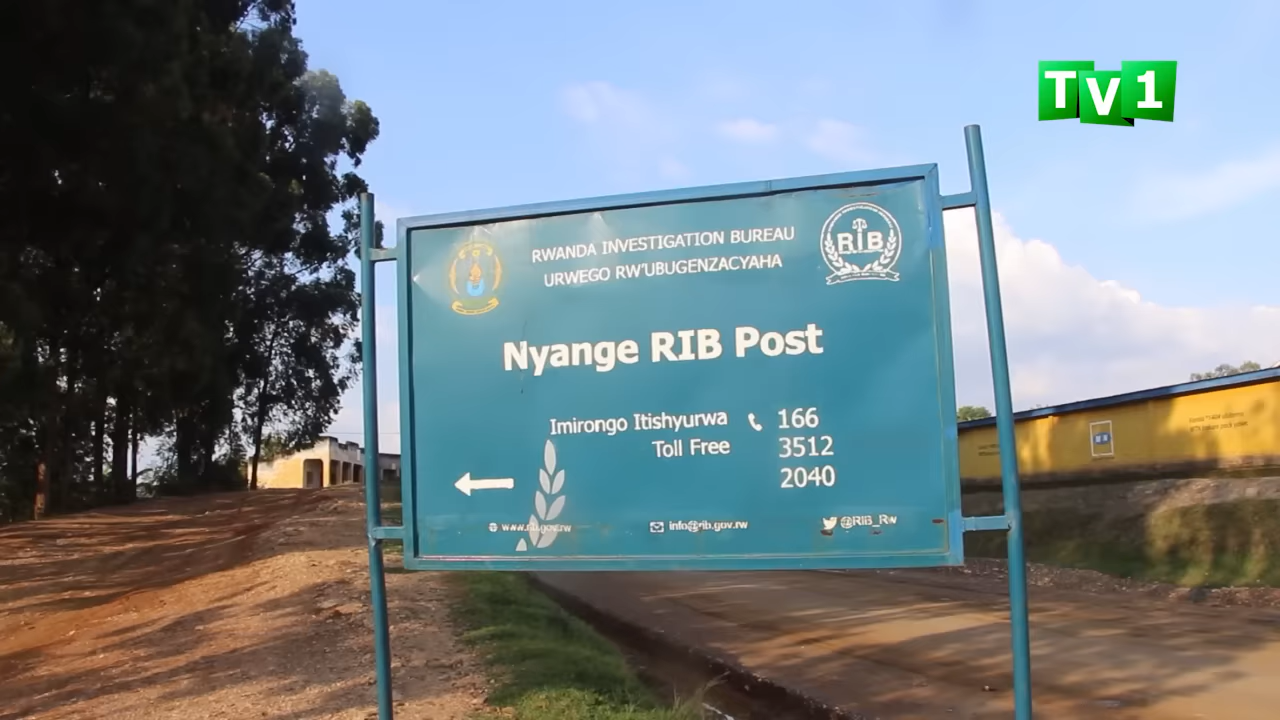 TV1
RWANDA INVESTIGATION BUREAU
URWEGO RW'UBUGENZACYAHA
RIB
Nyange RIB Post
Imirongo Itishyurwa 166
Toll Free 3512
2040
www.rib.gov.rw info@rib.gov.rw @RIB_Rw